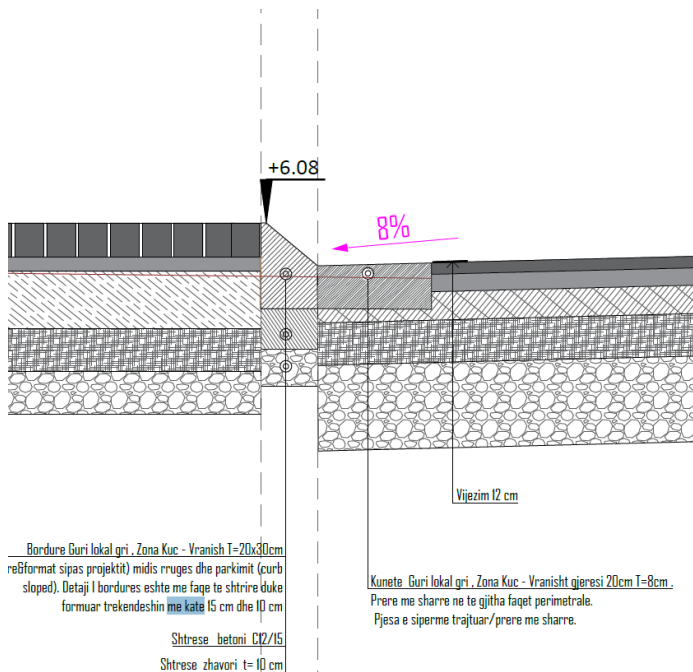 +6.08
8%
Vijezim 12 cm
Bordure Guri lokal gri , Zona Kuc - Vranish T=20x30cm
re&format sipas projektit) midis rruges dhe parkimit (curb
sloped). Detaji I bordures eshte me faqe te shtrire duke
formuar trekendeshin me kate 15 cm dhe 10 cm
Shtrese betoni C12/15
Shtrese zhavori t= 10 cm
Kunete Guri lokal gri , Zona Kuc - Vranisht gjeresi 20cm T=8cm .
Prere me sharre ne te gjitha faqet perimetrale.
Pjesa e siperme trajtuar/prere me sharre.